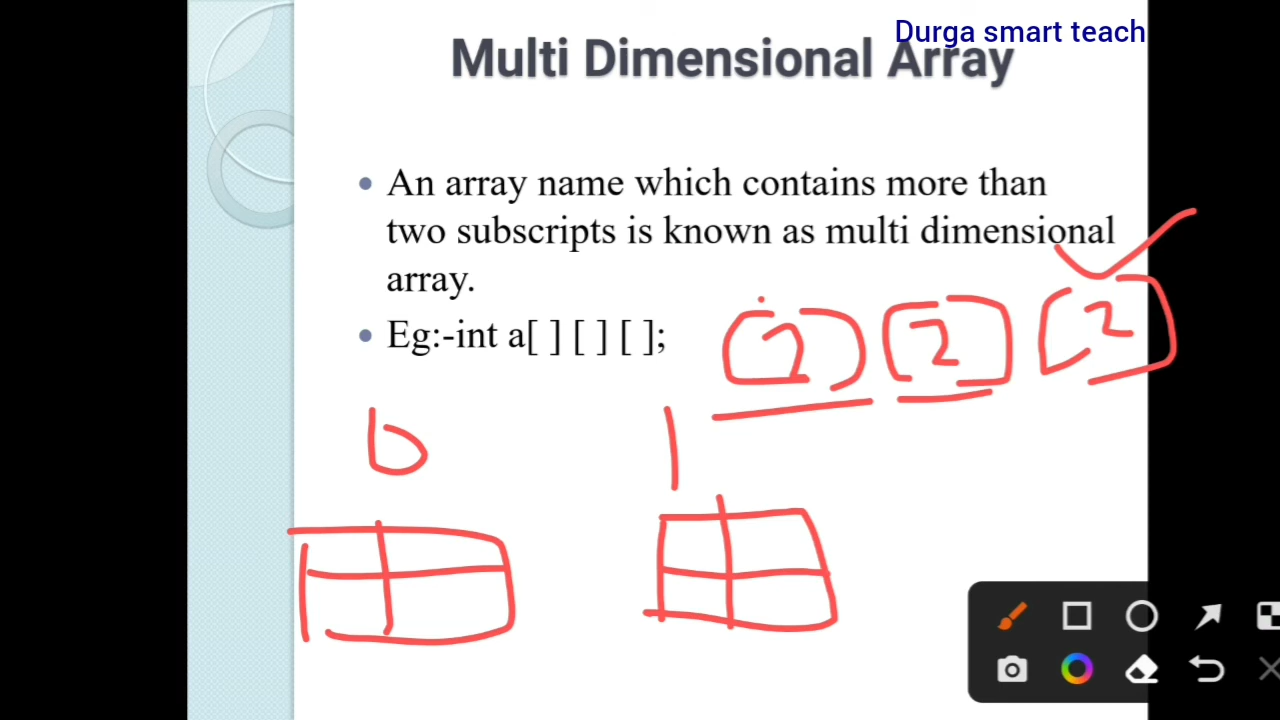 Durga smart teach
Multi Dimensional Array
An array name which contains more than
two subscripts is known as multi dimensional
array.
Eg:-int a[ ] [ ] [ ];
[2] [2] [2]
0 1